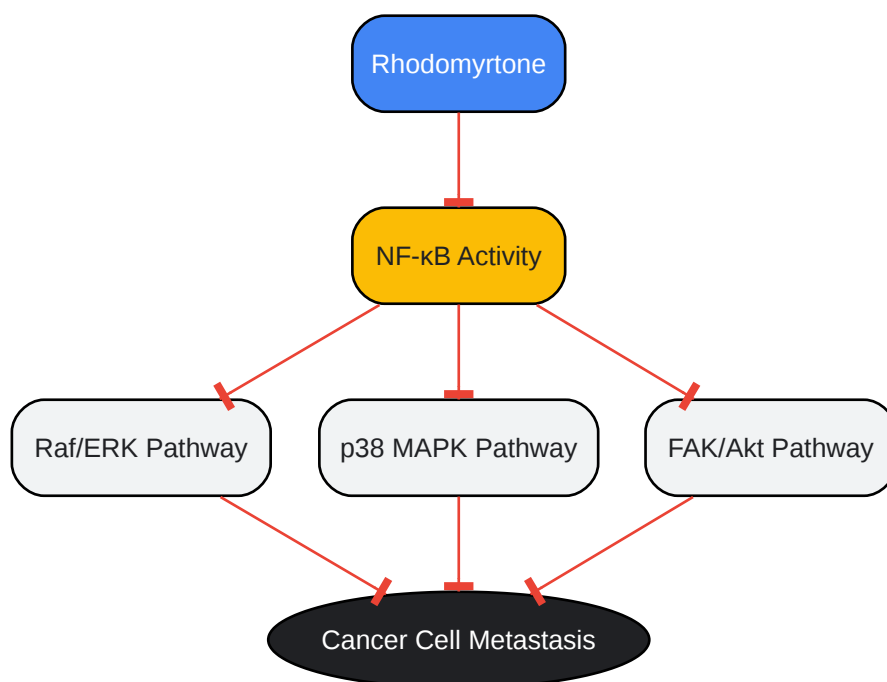 Rhodomyrtone
NF-κB Activity
Raf/ERK Pathway
p38 MAPK Pathway
FAK/Akt Pathway
Cancer Cell Metastasis